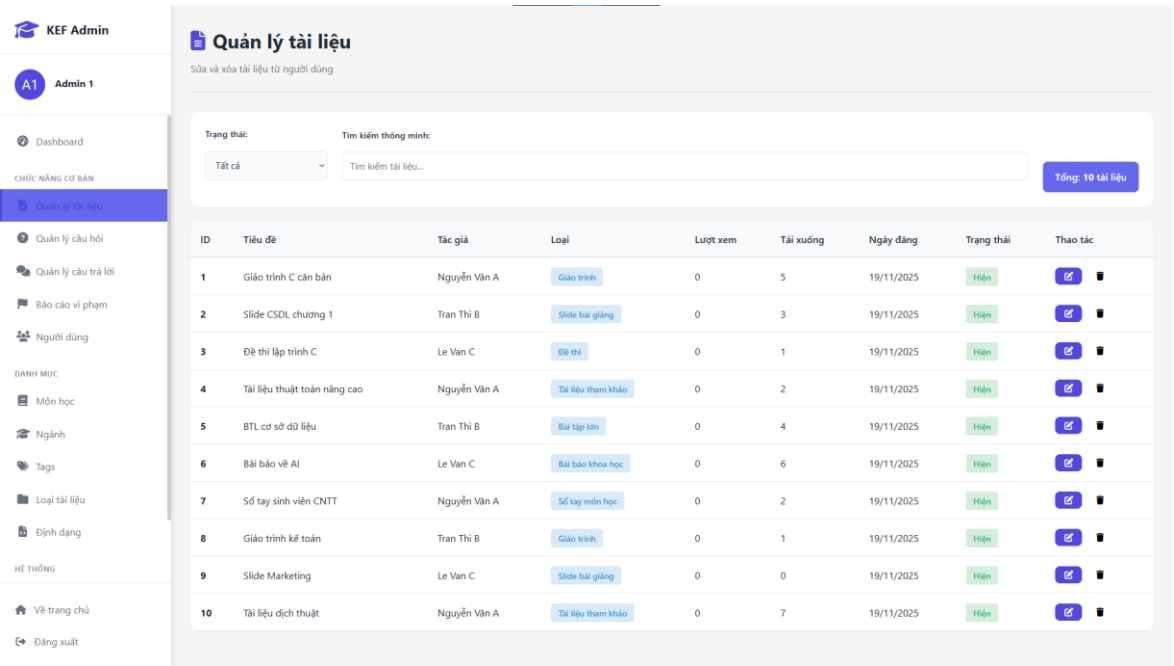 KEF Admin
A1 Admin 1
Dashboard
CHỨC NĂNG CƠ BẢN
Quản lý tài liệu
Quản lý câu hỏi
Quản lý câu trả lời
Báo cáo vi phạm
Người dùng
DANH MỤC
Môn học
Ngành
Tags
Loại tài liệu
Định dạng
HỆ THỐNG
Về trang chủ
Đăng xuất
Quản lý tài liệu
Sửa và xóa tài liệu từ người dùng
Trạng thái: Tìm kiếm thông minh:
Tất cả Tìm kiếm tài liệu... Tổng: 10 tài liệu
ID Tiêu đề Tác giả Loại Lượt xem Tải xuống Ngày đăng Trạng thái Thao tác
1 Giáo trình C căn bản Nguyễn Văn A Giáo trình 0 5 19/11/2025 Hiện
2 Slide CSDL chương 1 Tran Thi B Slide bài giảng 0 3 19/11/2025 Hiện
3 Đề thi lập trình C Le Van C Đề thi 0 1 19/11/2025 Hiện
4 Tài liệu thuật toán nâng cao Nguyễn Văn A Tài liệu tham khảo 0 2 19/11/2025 Hiện
5 BTL cơ sở dữ liệu Tran Thi B Bài tập lớn 0 4 19/11/2025 Hiện
6 Bài báo về AI Le Van C Bài báo khoa học 0 6 19/11/2025 Hiện
7 Sổ tay sinh viên CNTT Nguyễn Văn A Sổ tay môn học 0 2 19/11/2025 Hiện
8 Giáo trình kế toán Tran Thi B Giáo trình 0 1 19/11/2025 Hiện
9 Slide Marketing Le Van C Slide bài giảng 0 0 19/11/2025 Hiện
10 Tài liệu dịch thuật Nguyễn Văn A Tài liệu tham khảo 0 7 19/11/2025 Hiện